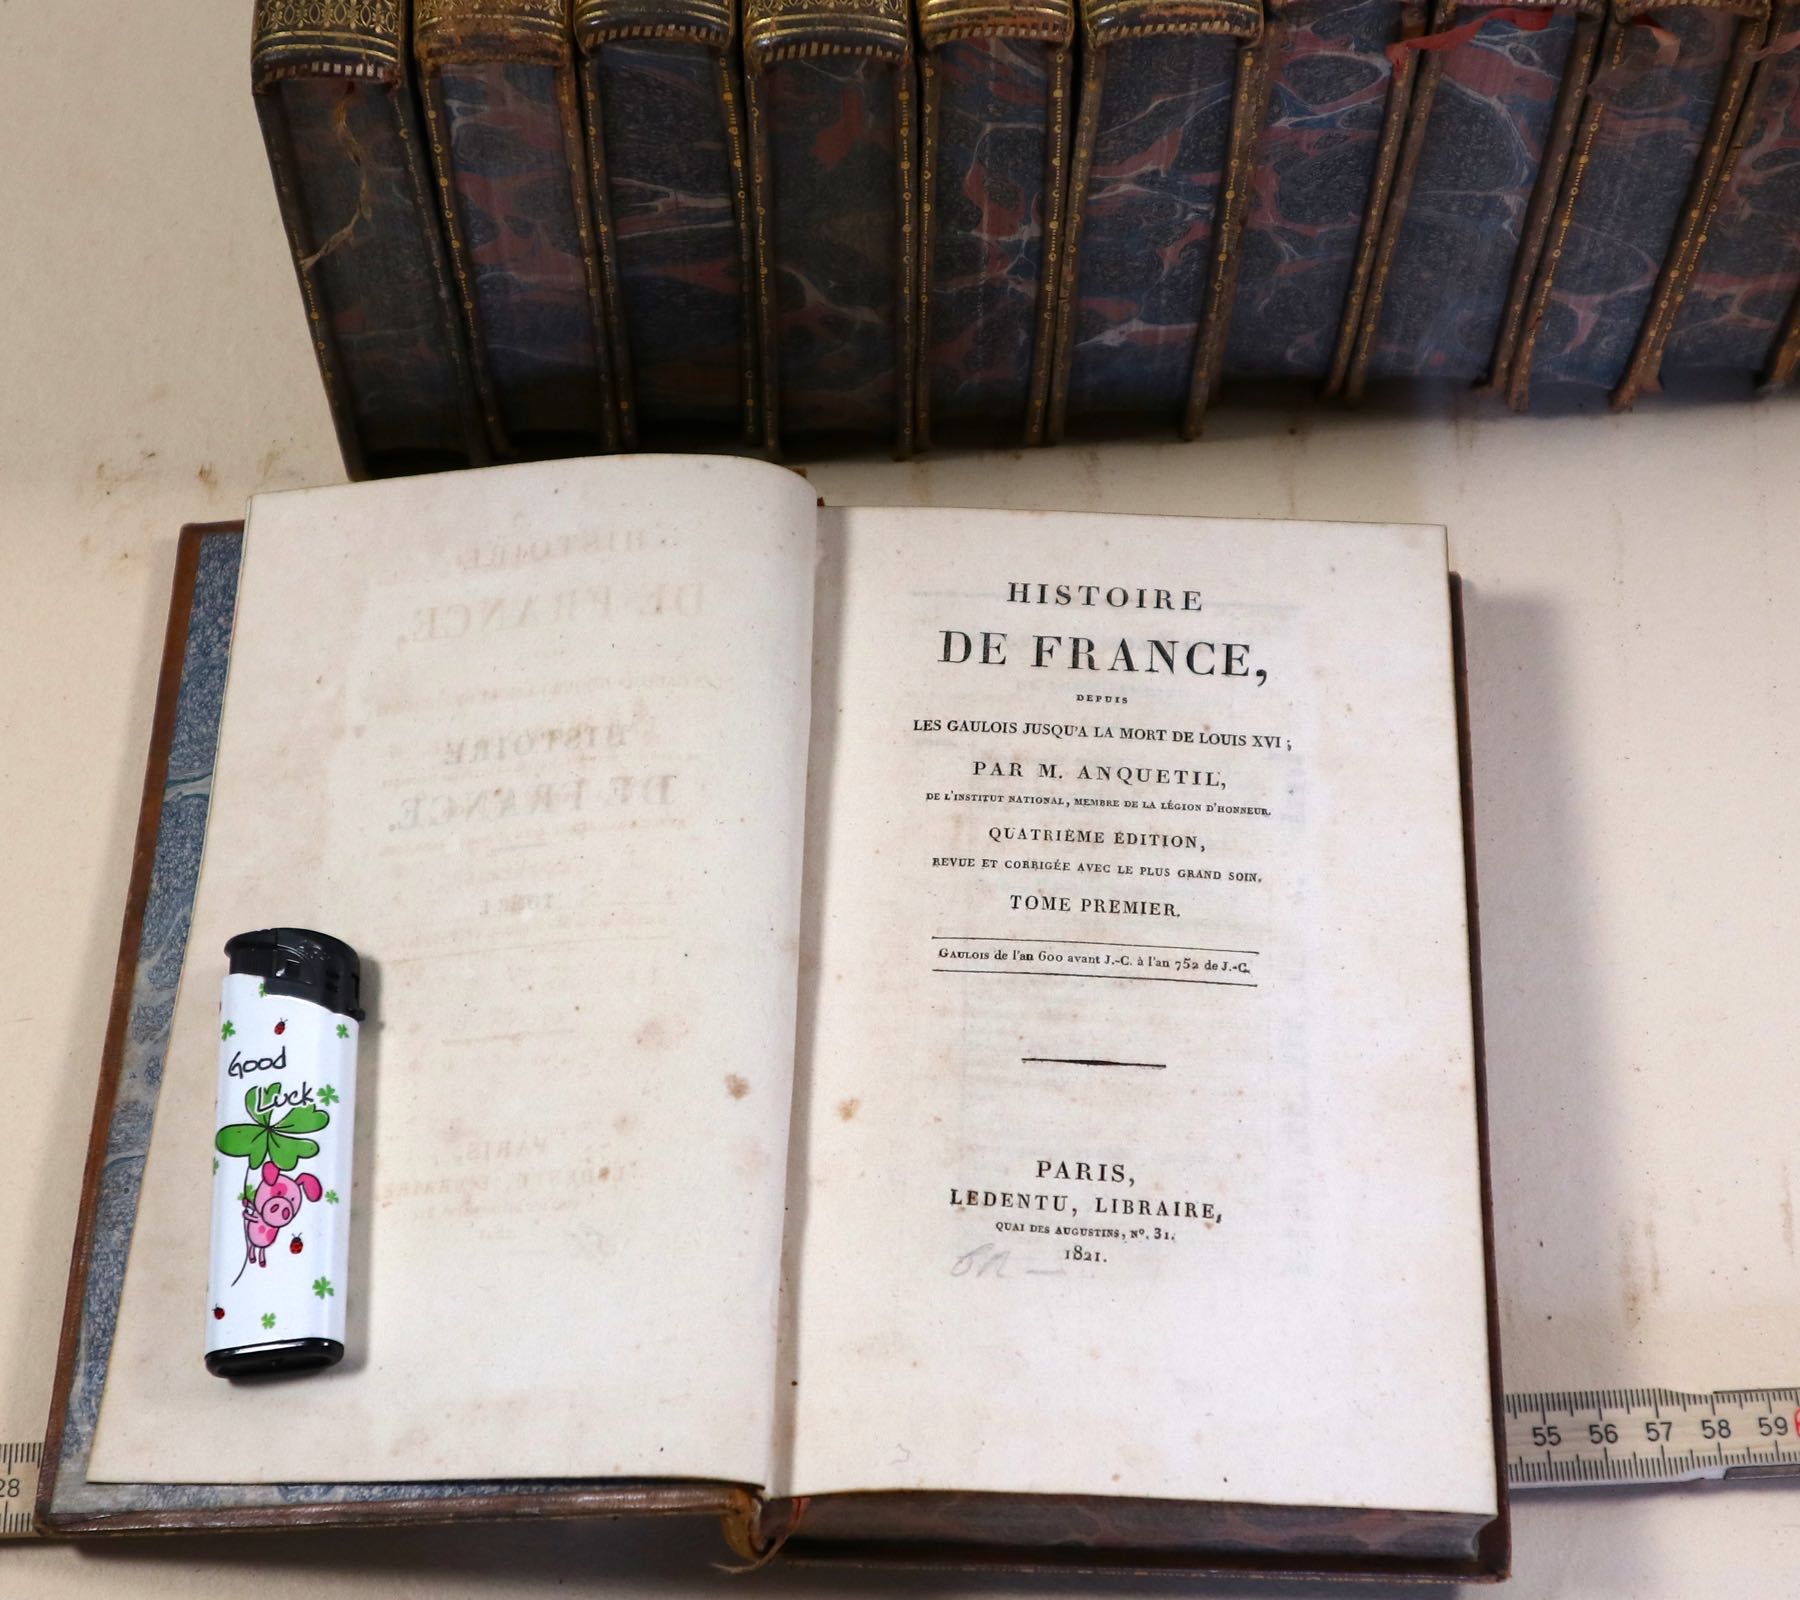 HISTOIRE
DE FRANCE,
DEPUIS
LES GAULOIS JUSQU'A LA MORT DE LOUIS XVI ;
PAR M. ANQUETIL,
DE L'INSTITUT NATIONAL, MEMBRE DE LA LÉGION D'HONNEUR.
QUATRIÈME ÉDITION,
REVUE ET CORRIGÉE AVEC LE PLUS GRAND SOIN.
TOME PREMIER.
GAULOIS de l'an 600 avant J.-C. à l'an 752 de J.-C.
PARIS,
LEDENTU, LIBRAIRE,
QUAI DES AUGUSTINS, Nº. 31.
1821.
Good
Luck
28
55 56 57 58 59